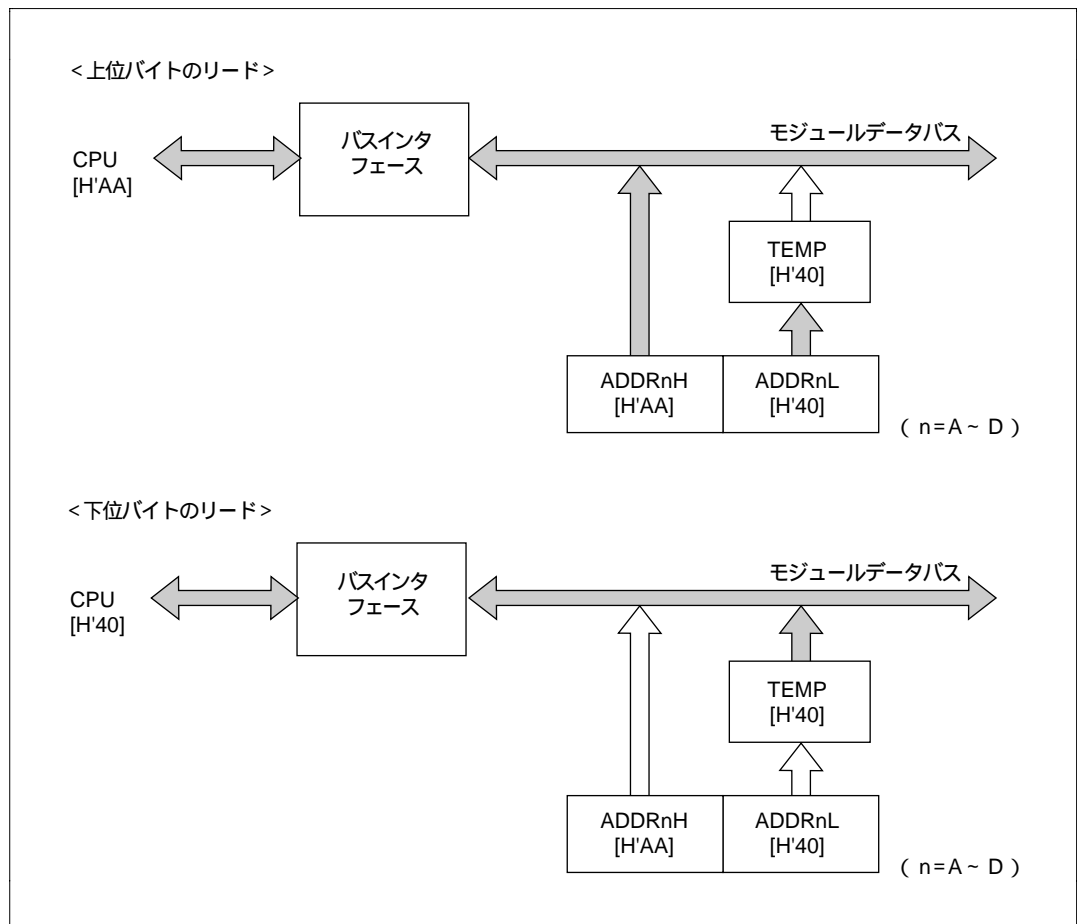 <上位バイトのリード>
バスインタ
フェース
モジュールデータバス
CPU
[H'AA]
TEMP
[H'40]
ADDRnH
[H'AA]
ADDRnL
[H'40]
( n=A ~ D )
<下位バイトのリード>
バスインタ
フェース
モジュールデータバス
CPU
[H'40]
TEMP
[H'40]
ADDRnH
[H'AA]
ADDRnL
[H'40]
( n=A ~ D )